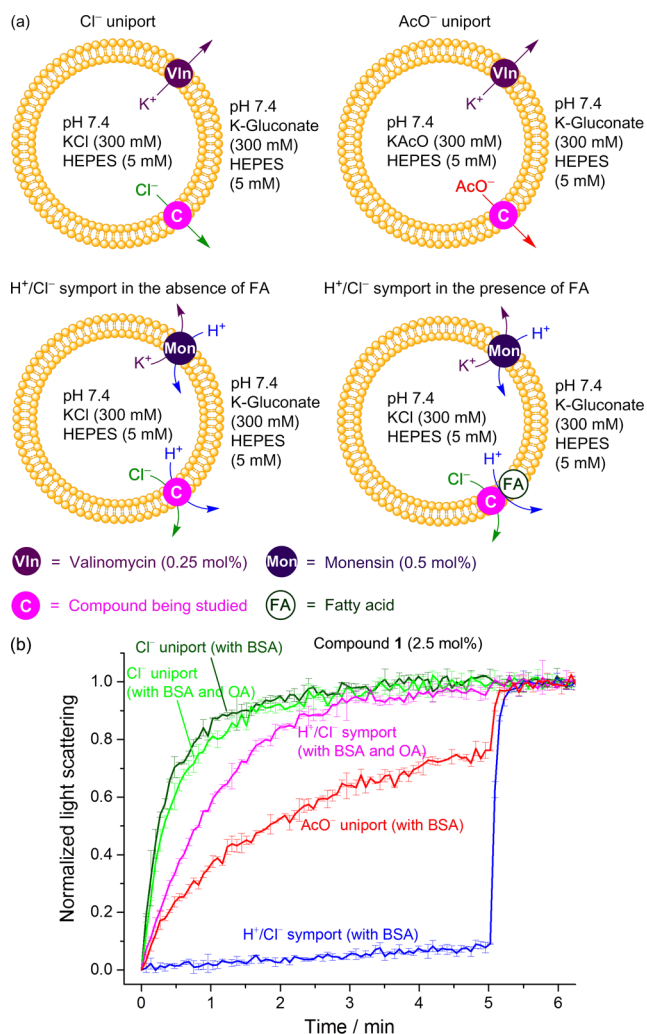 (a)
Cl⁻ uniport
AcO⁻ uniport
Vln
K⁺
pH 7.4
KCl (300 mM)
HEPES (5 mM)
Cl⁻
C
pH 7.4
K-Gluconate
(300 mM)
HEPES
(5 mM)
Vln
K⁺
pH 7.4
KAcO (300 mM)
HEPES (5 mM)
AcO⁻
C
pH 7.4
K-Gluconate
(300 mM)
HEPES
(5 mM)
H⁺/Cl⁻ symport in the absence of FA
H⁺/Cl⁻ symport in the presence of FA
H⁺
Mon
K⁺
pH 7.4
KCl (300 mM)
HEPES (5 mM)
H⁺
Cl⁻
C
pH 7.4
K-Gluconate
(300 mM)
HEPES
(5 mM)
H⁺
Mon
K⁺
pH 7.4
KCl (300 mM)
HEPES (5 mM)
H⁺
Cl⁻
FA
C
pH 7.4
K-Gluconate
(300 mM)
HEPES
(5 mM)
Vln = Valinomycin (0.25 mol%)
Mon = Monensin (0.5 mol%)
C = Compound being studied
FA = Fatty acid
(b)
Cl⁻ uniport (with BSA)
Compound 1 (2.5 mol%)
Cl⁻ uniport
(with BSA and OA)
H⁺/Cl⁻ symport
(with BSA and OA)
AcO⁻ uniport (with BSA)
H⁺/Cl⁻ symport (with BSA)
Normalized light scattering
1.0
0.8
0.6
0.4
0.2
0.0
0 1 2 3 4 5 6
Time / min